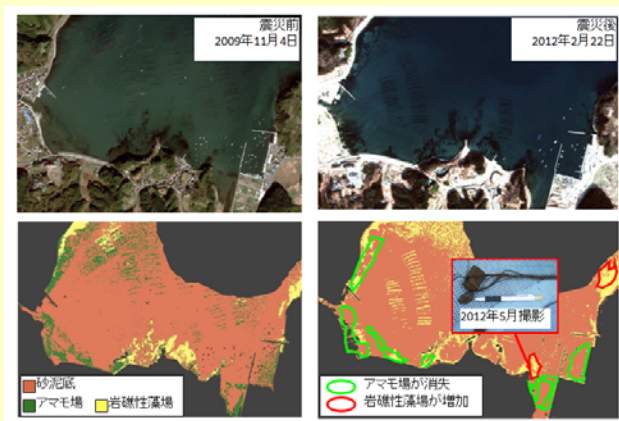 震災前
2009年11月4日
震災後
2012年2月22日
砂泥底
アマモ場
岩礁性藻場
2012年5月撮影
アマモ場が消失
岩礁性藻場が増加